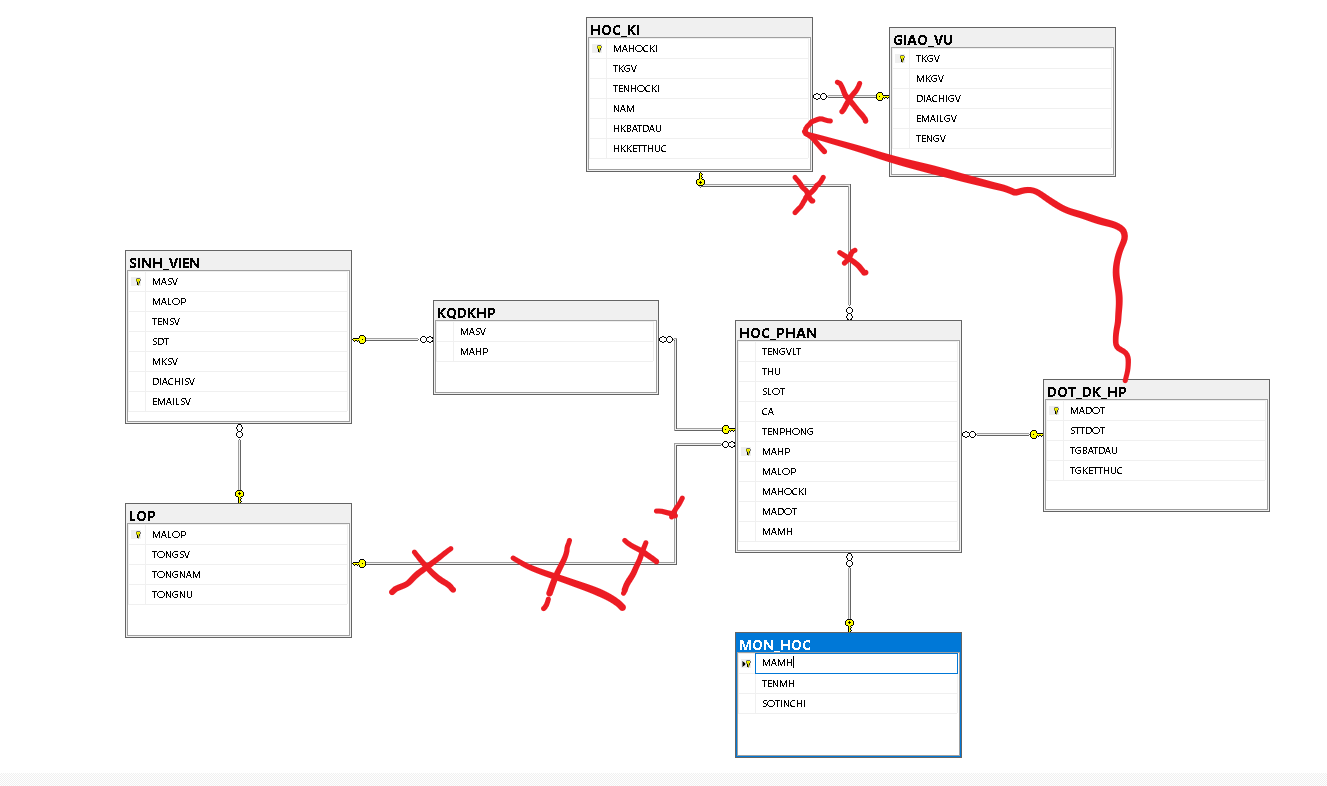 HOC_KI
MAHOCKI
TKGV
TENHOCKI
NAM
HKBATDAU
HKKETTHUC
GIAO_VU
TKGV
MKGV
DIACHIGV
EMAILGV
TENGV
SINH_VIEN
MASV
MALOP
TENSV
SDT
MKSV
DIACHISV
EMAILSV
KQDKHP
MASV
MAHP
HOC_PHAN
TENGVLT
THU
SLOT
CA
TENPHONG
MAHP
MALOP
MAHOCKI
MADOT
MAMH
DOT_DK_HP
MADOT
STTDOT
TGBATDAU
TGKETTHUC
LOP
MALOP
TONGSV
TONGNAM
TONGNU
MON_HOC
MAMH
TENMH
SOTINCHI